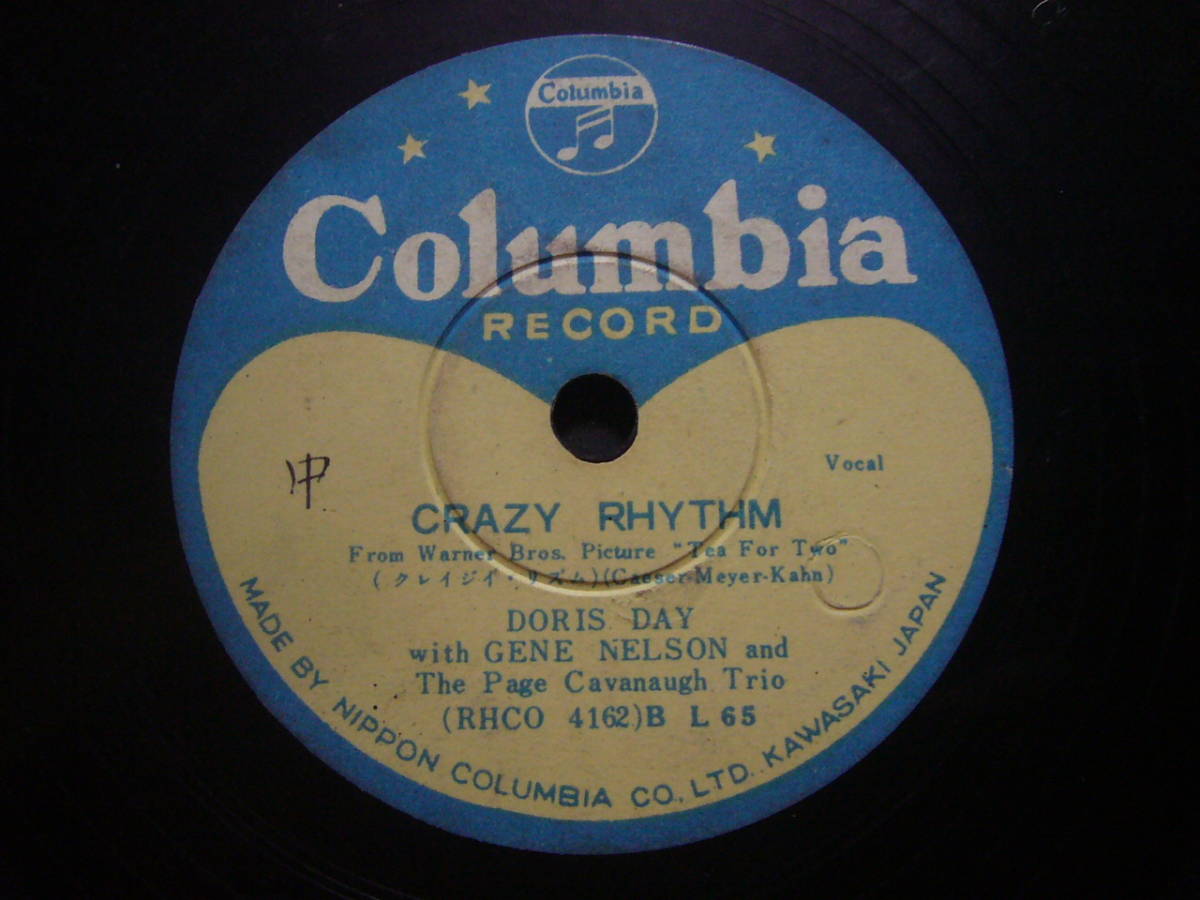 Columbia
Columbia
RECORD
Vocal
CRAZY RHYTHM
From Warner Bros. Picture "Tea For Two"
(クレイジイ・リズム)(Caeser-Meyer-Kahn)
DORIS DAY
with GENE NELSON and
The Page Cavanaugh Trio
(RHCO 4162)B L 65
MADE BY NIPPON COLUMBIA CO., LTD. KAWASAKI JAPAN